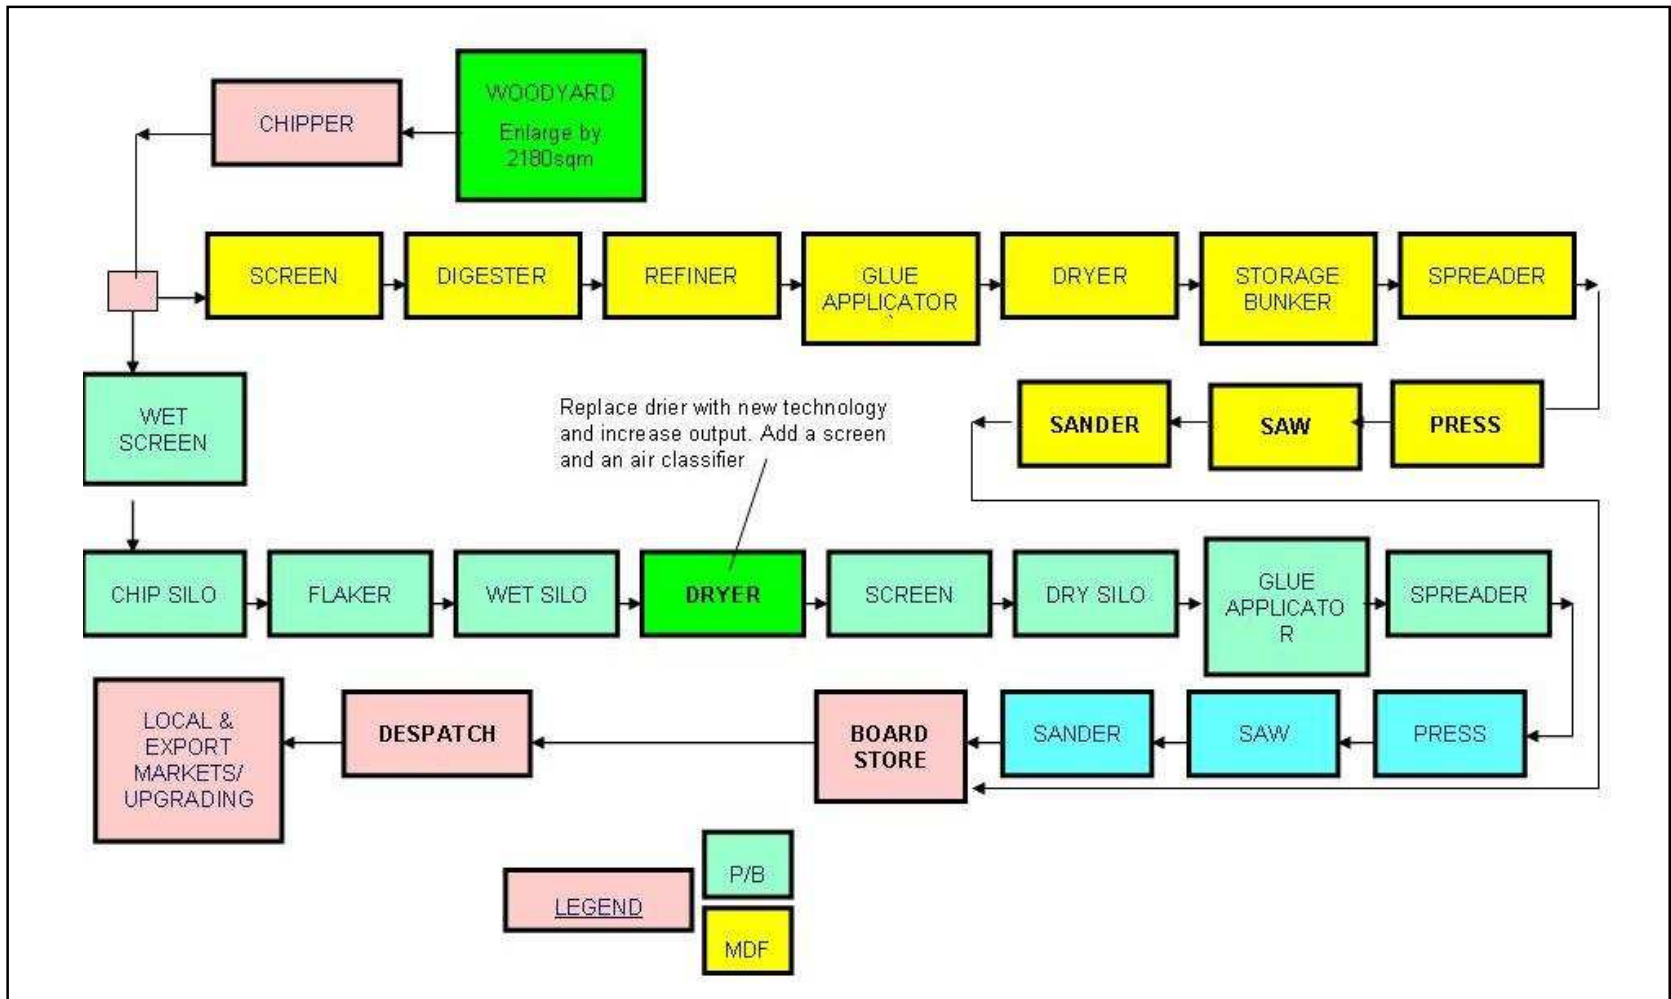 WOODYARD
Enlarge by
2180sqm
CHIPPER
SCREEN
DIGESTER
REFINER
GLUE
APPLICATOR
DRYER
STORAGE
BUNKER
SPREADER
WET
SCREEN
Replace drier with new technology
and increase output. Add a screen
and an air classifier
SANDER
SAW
PRESS
CHIP SILO
FLAKER
WET SILO
DRYER
SCREEN
DRY SILO
GLUE
APPLICATO
R
SPREADER
LOCAL &
EXPORT
MARKETS/
UPGRADING
DESPATCH
BOARD
STORE
SANDER
SAW
PRESS
LEGEND
P/B
MDF